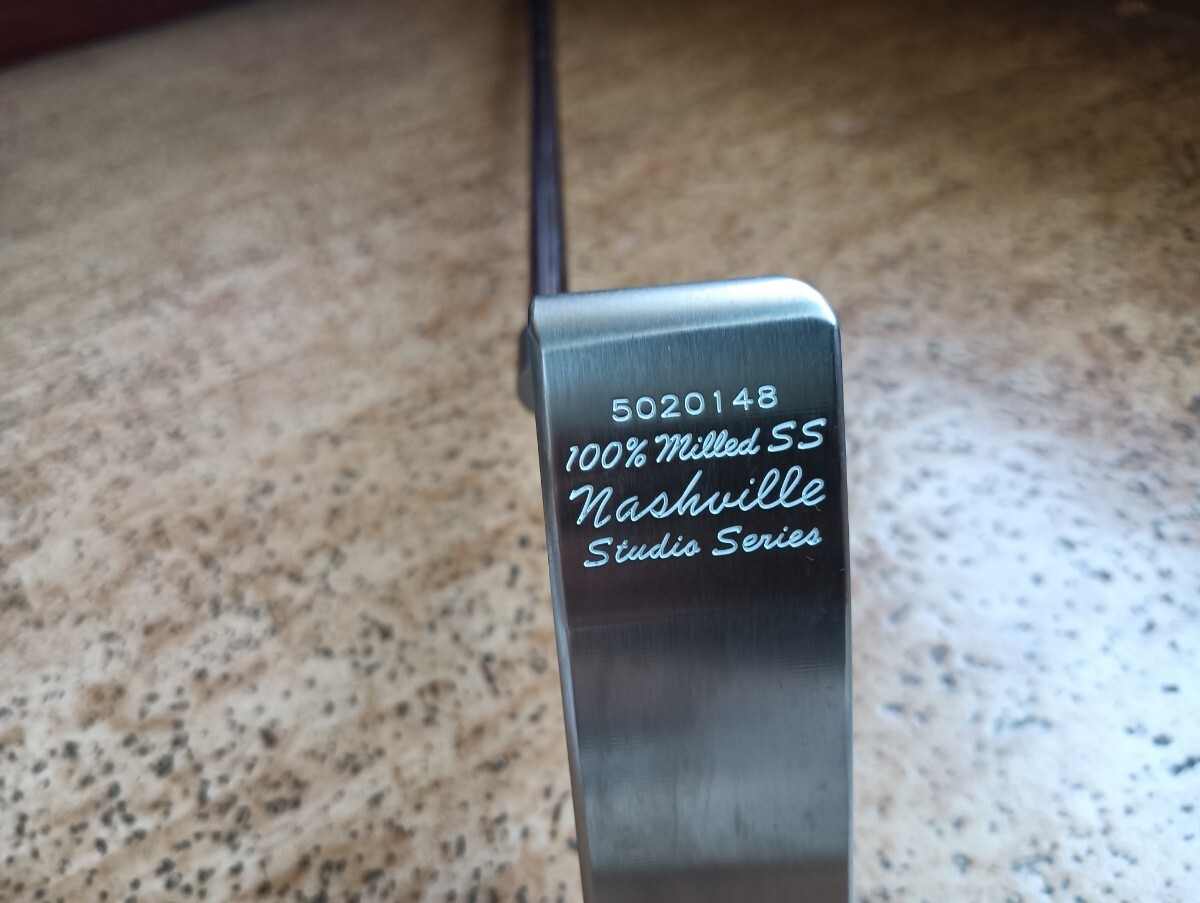 5020148
100% Milled SS
Nashville
Studio Series